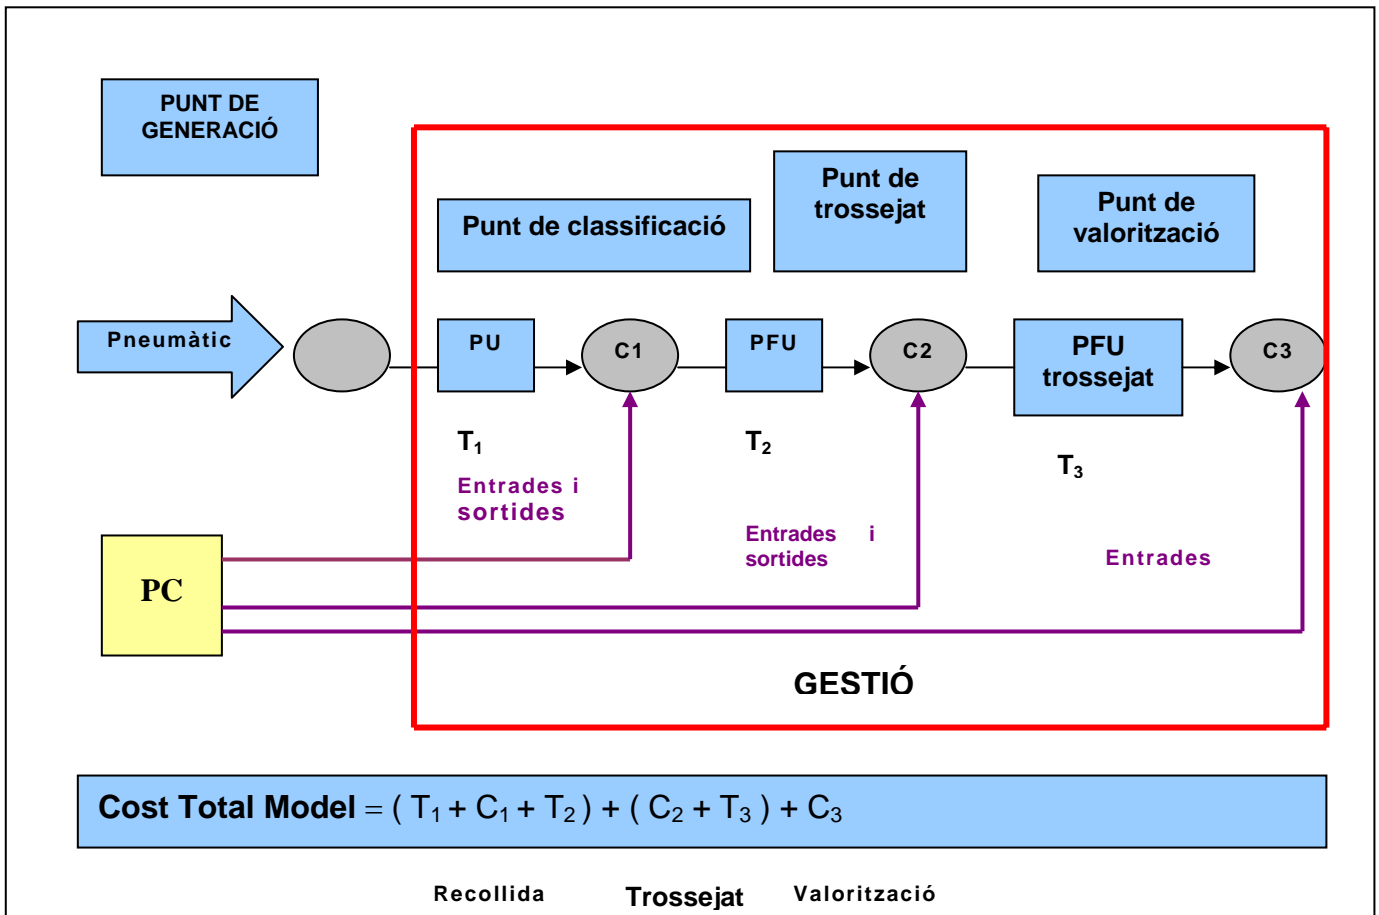 PUNT DE
GENERACIÓ
Punt de classificació
Punt de
trossejat
Punt de
valorització
Pneumàtic
PU
C1
PFU
C2
PFU
trossejat
C3
T1
T2
T3
Entrades i
sortides
Entrades i
sortides
Entrades
PC
GESTIÓ
Cost Total Model = ( T1 + C1 + T2 ) + ( C2 + T3 ) + C3
Recollida Trossejat Valorització